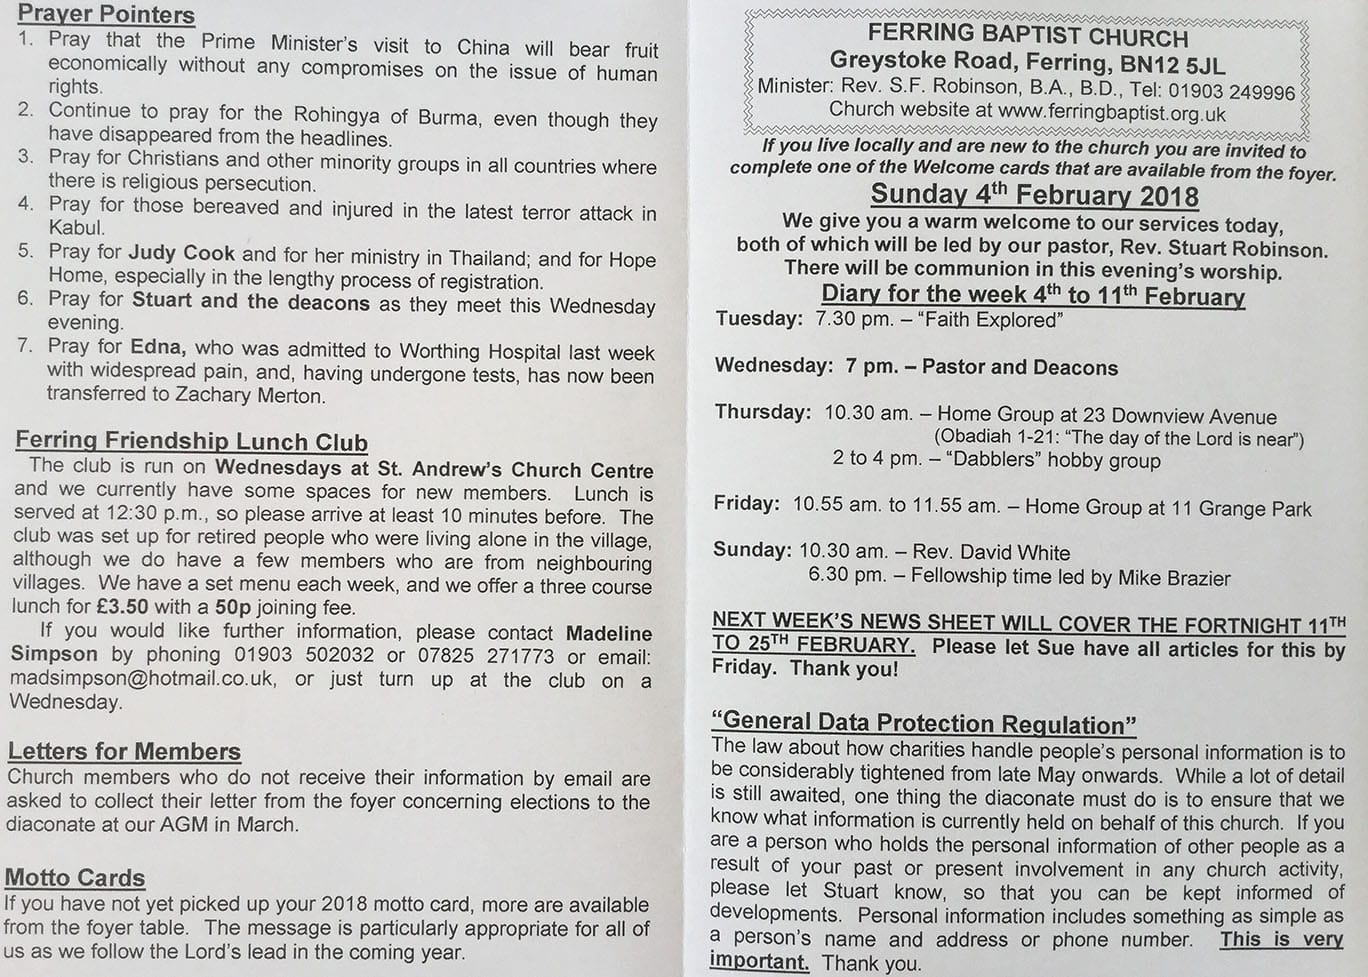 Prayer Pointers
1. Pray that the Prime Minister's visit to China will bear fruit
economically without any compromises on the issue of human
rights.
2. Continue to pray for the Rohingya of Burma, even though they
have disappeared from the headlines.
3. Pray for Christians and other minority groups in all countries where
there is religious persecution.
4. Pray for those bereaved and injured in the latest terror attack in
Kabul.
5. Pray for Judy Cook and for her ministry in Thailand; and for Hope
Home, especially in the lengthy process of registration.
6. Pray for Stuart and the deacons as they meet this Wednesday
evening.
7. Pray for Edna, who was admitted to Worthing Hospital last week
with widespread pain, and, having undergone tests, has now been
transferred to Zachary Merton.
Ferring Friendship Lunch Club
The club is run on Wednesdays at St. Andrew's Church Centre
and we currently have some spaces for new members. Lunch is
served at 12:30 p.m., so please arrive at least 10 minutes before. The
club was set up for retired people who were living alone in the village,
although we do have a few members who are from neighbouring
villages. We have a set menu each week, and we offer a three course
lunch for £3.50 with a 50p joining fee.
If you would like further information, please contact Madeline
Simpson by phoning 01903 502032 or 07825 271773 or email:
madsimpson@hotmail.co.uk, or just turn up at the club on a
Wednesday.
Letters for Members
Church members who do not receive their information by email are
asked to collect their letter from the foyer concerning elections to the
diaconate at our AGM in March.
Motto Cards
If you have not yet picked up your 2018 motto card, more are available
from the foyer table. The message is particularly appropriate for all of
us as we follow the Lord's lead in the coming year.
FERRING BAPTIST CHURCH
Greystoke Road, Ferring, BN12 5JL
Minister: Rev. S.F. Robinson, B.A., B.D., Tel: 01903 249996
Church website at www.ferringbaptist.org.uk
If you live locally and are new to the church you are invited to
complete one of the Welcome cards that are available from the foyer.
Sunday 4th February 2018
We give you a warm welcome to our services today,
both of which will be led by our pastor, Rev. Stuart Robinson.
There will be communion in this evening's worship.
Diary for the week 4th to 11th February
Tuesday: 7.30 pm. – "Faith Explored"
Wednesday: 7 pm. – Pastor and Deacons
Thursday: 10.30 am. – Home Group at 23 Downview Avenue
(Obadiah 1-21: "The day of the Lord is near")
2 to 4 pm. – "Dabblers" hobby group
Friday: 10.55 am. to 11.55 am. – Home Group at 11 Grange Park
Sunday: 10.30 am. – Rev. David White
6.30 pm. – Fellowship time led by Mike Brazier
NEXT WEEK'S NEWS SHEET WILL COVER THE FORTNIGHT 11TH
TO 25TH FEBRUARY. Please let Sue have all articles for this by
Friday. Thank you!
"General Data Protection Regulation"
The law about how charities handle people's personal information is to
be considerably tightened from late May onwards. While a lot of detail
is still awaited, one thing the diaconate must do is to ensure that we
know what information is currently held on behalf of this church. If you
are a person who holds the personal information of other people as a
result of your past or present involvement in any church activity,
please let Stuart know, so that you can be kept informed of
developments. Personal information includes something as simple as
a person's name and address or phone number. This is very
important. Thank you.